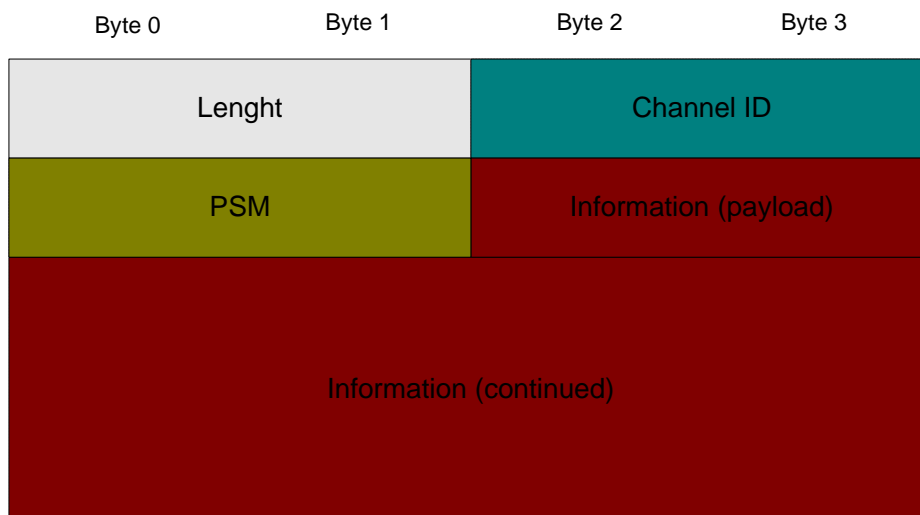 Byte 0 Byte 1 Byte 2 Byte 3
Lenght Channel ID
PSM Information (payload)
Information (continued)